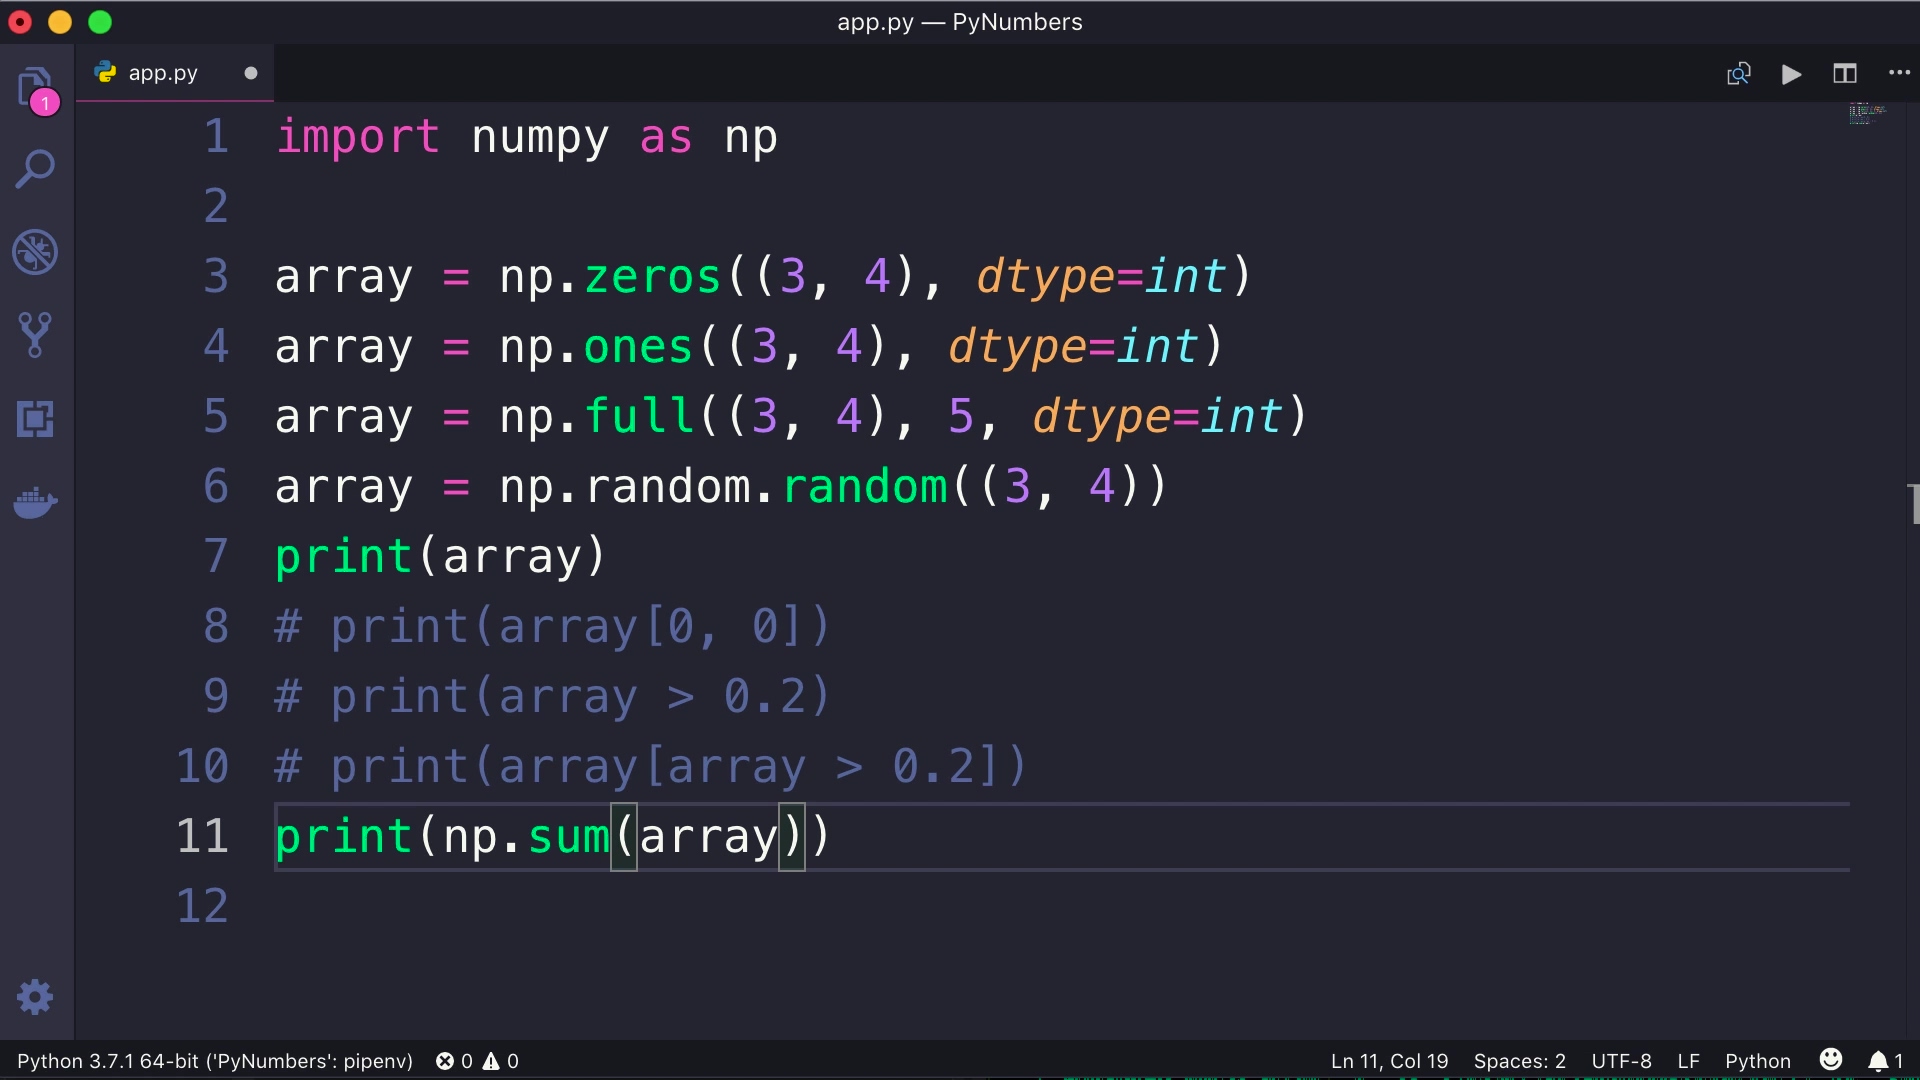 app.py — PyNumbers
app.py
1
1 import numpy as np
2
3 array = np.zeros((3, 4), dtype=int)
4 array = np.ones((3, 4), dtype=int)
5 array = np.full((3, 4), 5, dtype=int)
6 array = np.random.random((3, 4))
7 print(array)
8 # print(array[0, 0])
9 # print(array > 0.2)
10 # print(array[array > 0.2])
11 print(np.sum(array))
12
Python 3.7.1 64-bit ('PyNumbers': pipenv) 0 0 Ln 11, Col 19 Spaces: 2 UTF-8 LF Python 1